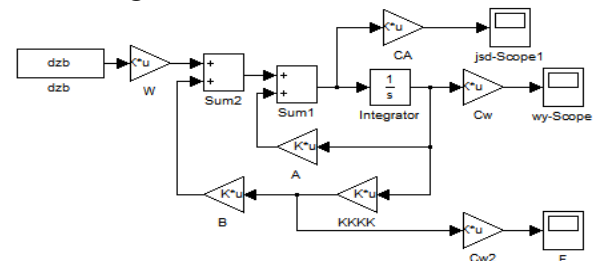 K*u
CA
jsd-Scope1
dzb
dzb
K*u
W
+
+
Sum2
+
+
Sum1
1
s
Integrator
K*u
Cw
wy-Scope
K*u
A
K*u
B
K*u
KKKK
K*u
Cw2
F